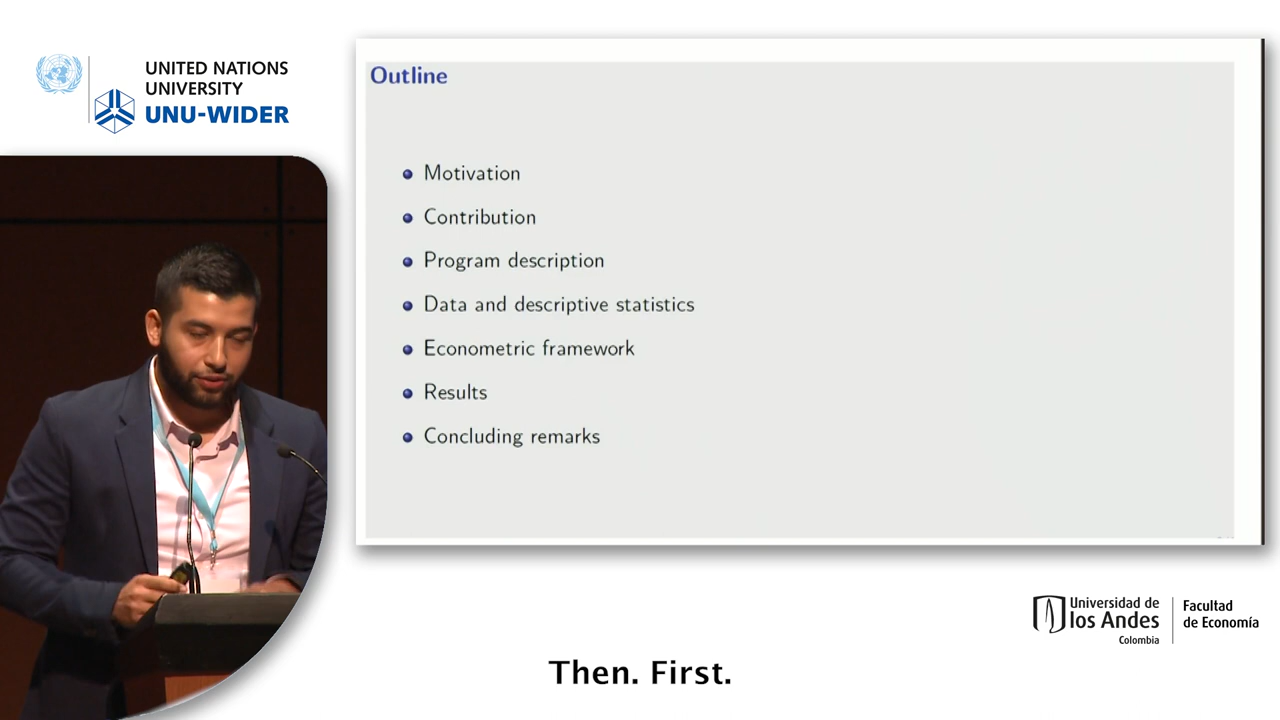 UNITED NATIONS
UNIVERSITY
UNU-WIDER
Outline
Motivation
Contribution
Program description
Data and descriptive statistics
Econometric framework
Results
Concluding remarks
Universidad de
los Andes
Colombia
Facultad
de Economía
Then. First.